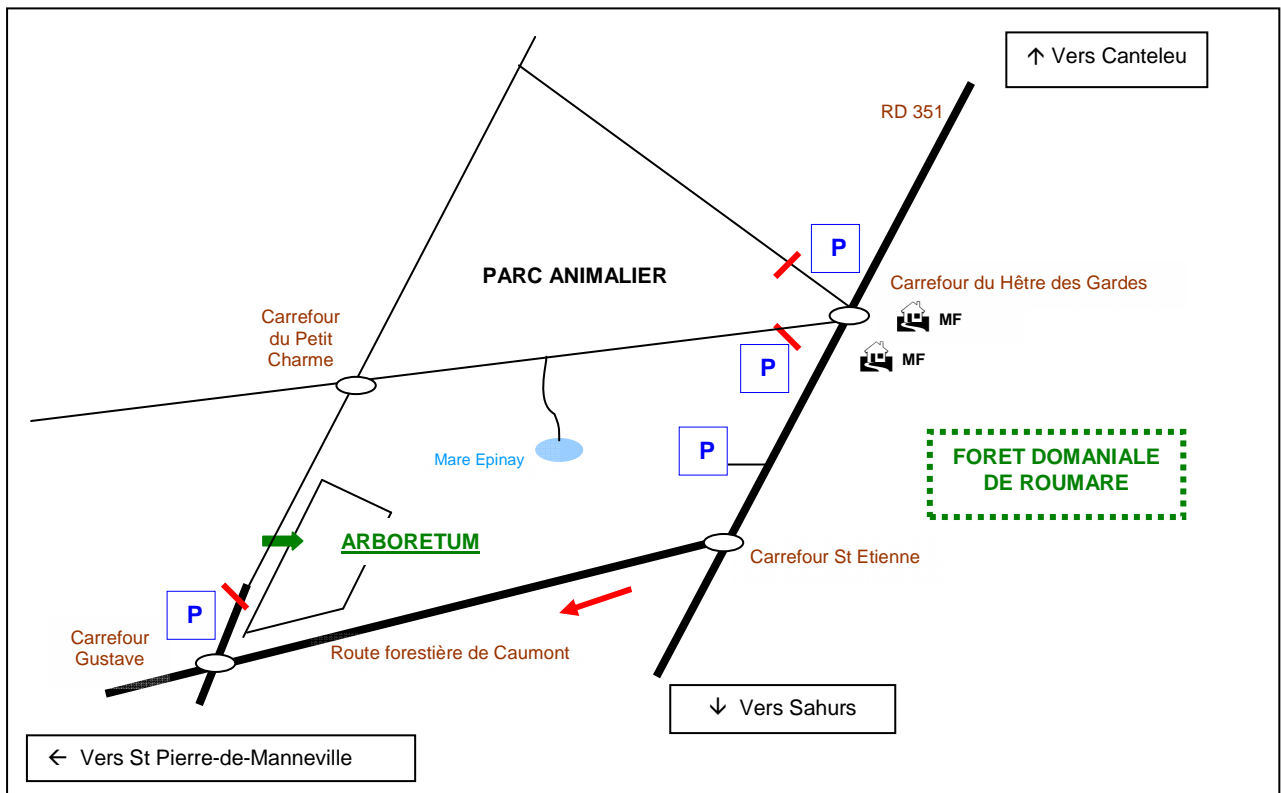 ↑ Vers Canteleu
RD 351
P
PARC ANIMALIER
Carrefour du Hêtre des Gardes
MF
Carrefour
du Petit
Charme
P
MF
P
Mare Epinay
FORET DOMANIALE
DE ROUMARE
ARBORETUM
Carrefour St Etienne
P
Carrefour
Gustave
Route forestière de Caumont
↓ Vers Sahurs
← Vers St Pierre-de-Manneville